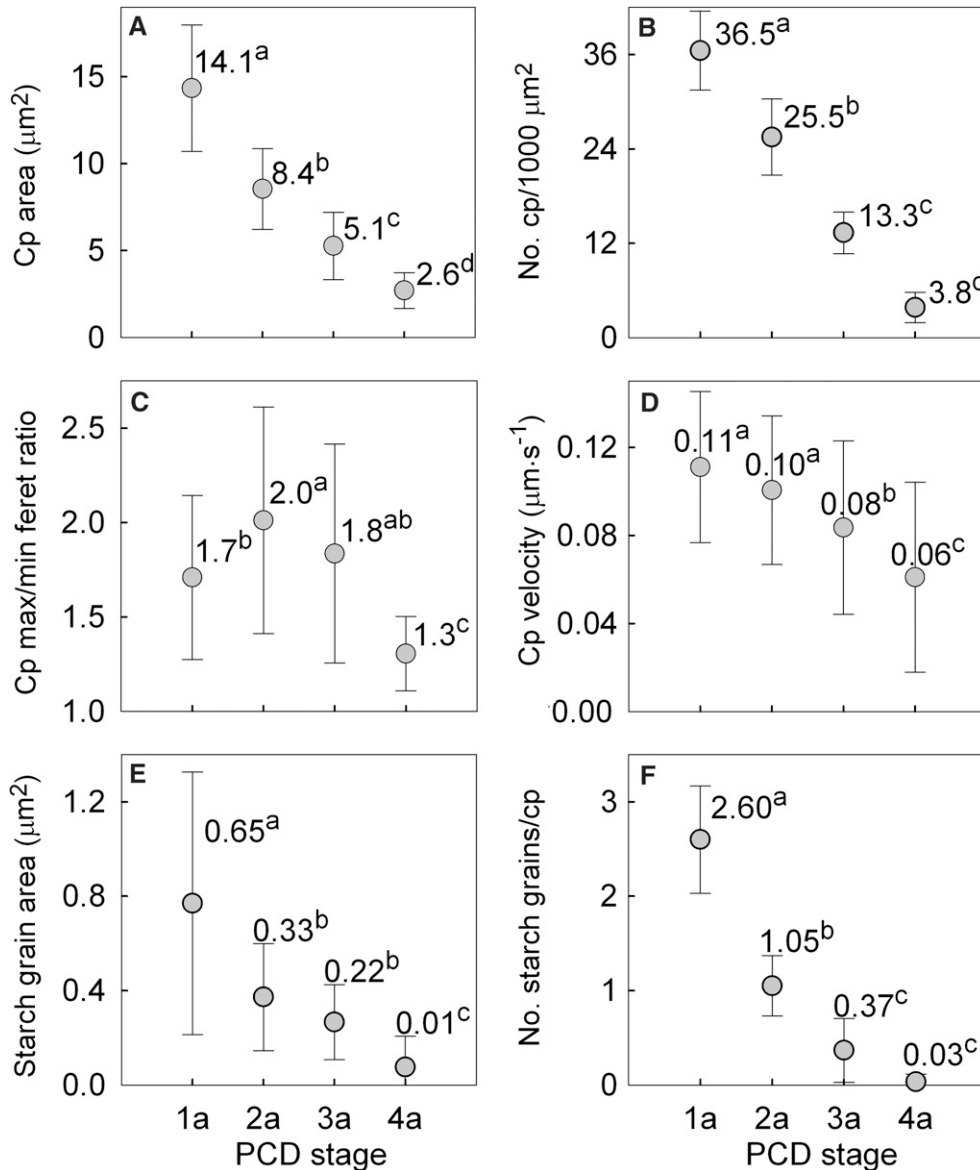 A
Cp area (μm²)
15
10
5
0
14.1ᵃ
8.4ᵇ
5.1ᶜ
2.6ᵈ
B
No. cp/1000 μm²
36
24
12
0
36.5ᵃ
25.5ᵇ
13.3ᶜ
3.8
C
Cp max/min feret ratio
2.5
2.0
1.5
1.0
1.7ᵇ
2.0ᵃ
1.8ᵃᵇ
1.3ᶜ
D
Cp velocity (μm·s⁻¹)
0.12
0.08
0.04
0.00
0.11ᵃ
0.10ᵃ
0.08ᵇ
0.06ᶜ
E
Starch grain area (μm²)
1.2
0.8
0.4
0.0
0.65ᵃ
0.33ᵇ
0.22ᵇ
0.01ᶜ
1a 2a 3a 4a
PCD stage
F
No. starch grains/cp
3
2
1
0
2.60ᵃ
1.05ᵇ
0.37ᶜ
0.03ᶜ
1a 2a 3a 4a
PCD stage